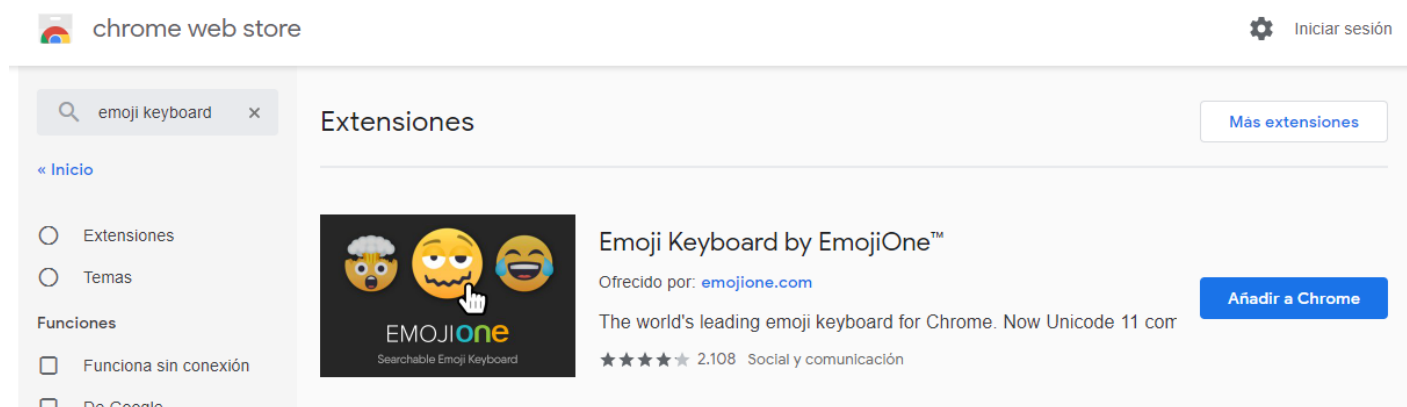 chrome web store
Iniciar sesión
emoji keyboard
« Inicio
Extensiones
Temas
Funciones
Funciona sin conexión
De Google
Extensiones
Más extensiones
EMOJIone
Searchable Emoji Keyboard
Emoji Keyboard by EmojiOne™
Ofrecido por: emojione.com
The world's leading emoji keyboard for Chrome. Now Unicode 11 com
2.108 Social y comunicación
Añadir a Chrome